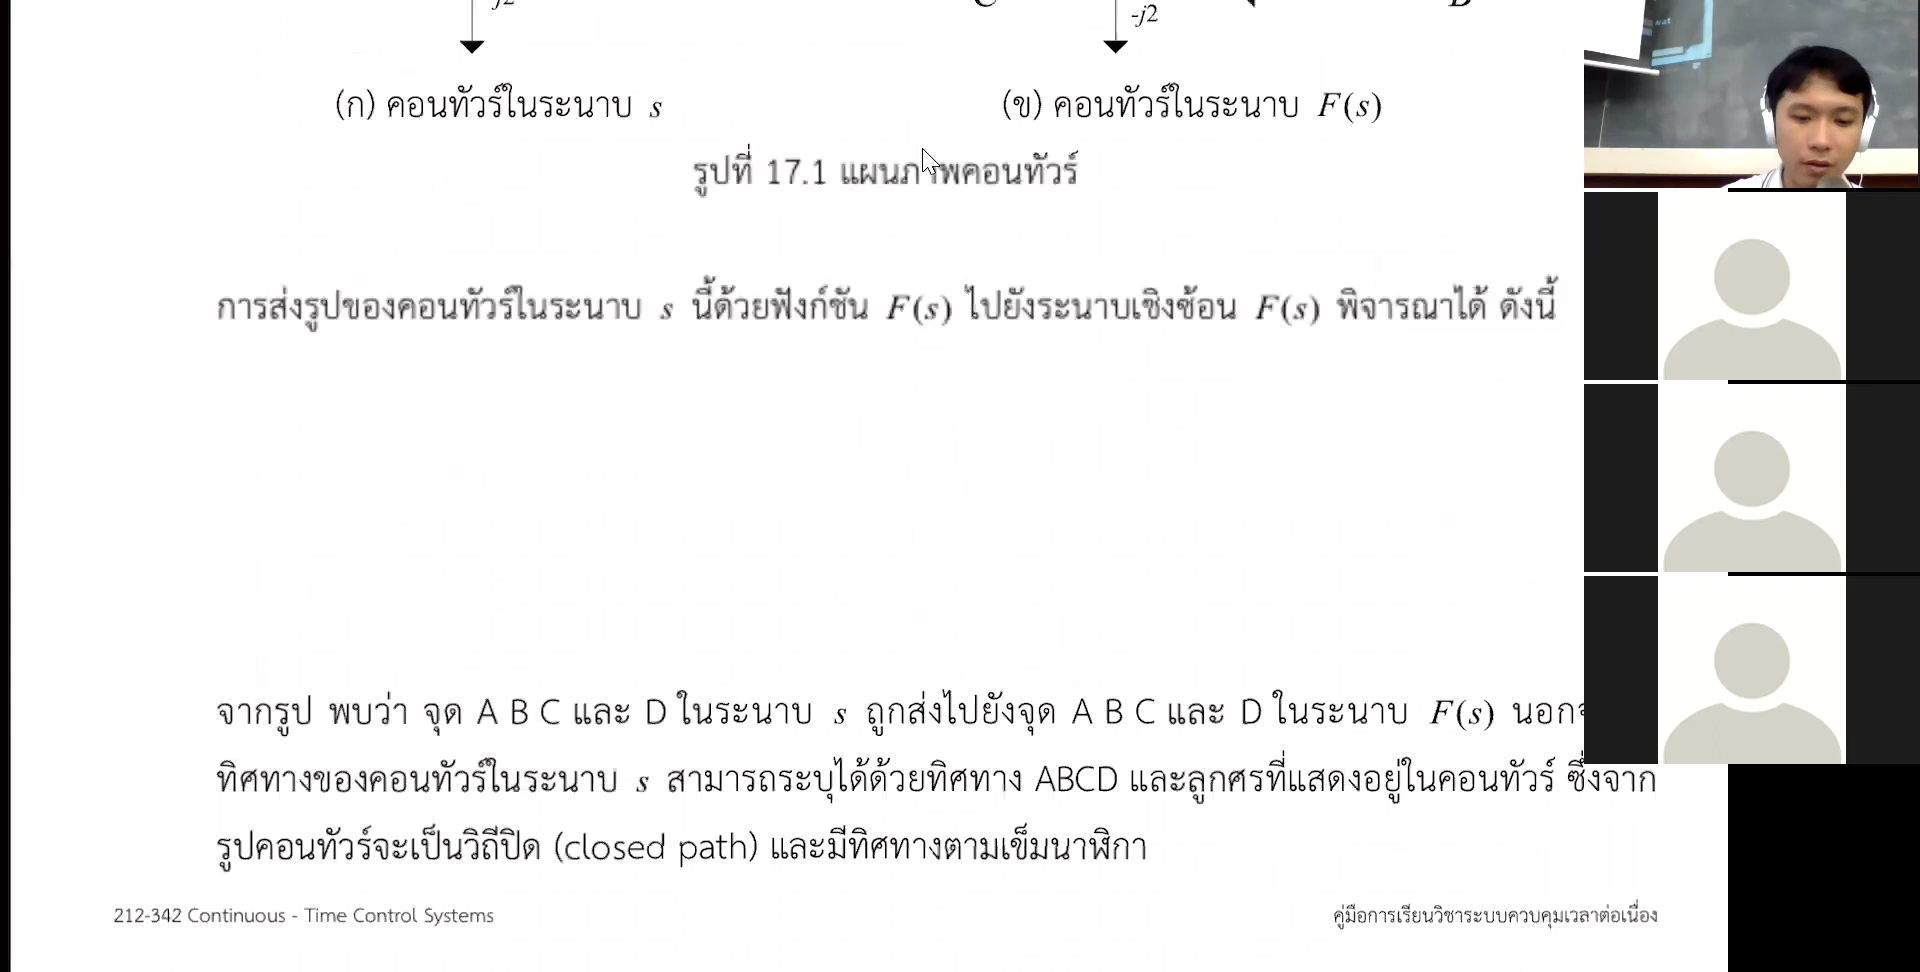 -j2
(ก) คอนทัวร์ในระนาบ s
(ข) คอนทัวร์ในระนาบ F(s)
รูปที่ 17.1 แผนภาพคอนทัวร์
การส่งรูปของคอนทัวร์ในระนาบ s นี้ด้วยฟังก์ชัน F(s) ไปยังระนาบเชิงซ้อน F(s) พิจารณาได้ ดังนี้
จากรูป พบว่า จุด A B C และ D ในระนาบ s ถูกส่งไปยังจุด A B C และ D ในระนาบ F(s)
ทิศทางของคอนทัวร์ในระนาบ s สามารถระบุได้ด้วยทิศทาง ABCD และลูกศรที่แสดงอยู่ในคอนทัวร์ ซึ่งจาก
รูปคอนทัวร์จะเป็นวิถีปิด (closed path) และมีทิศทางตามเข็มนาฬิกา
212-342 Continuous - Time Control Systems
คู่มือการเรียนวิชาระบบควบคุมเวลาต่อเนื่อง